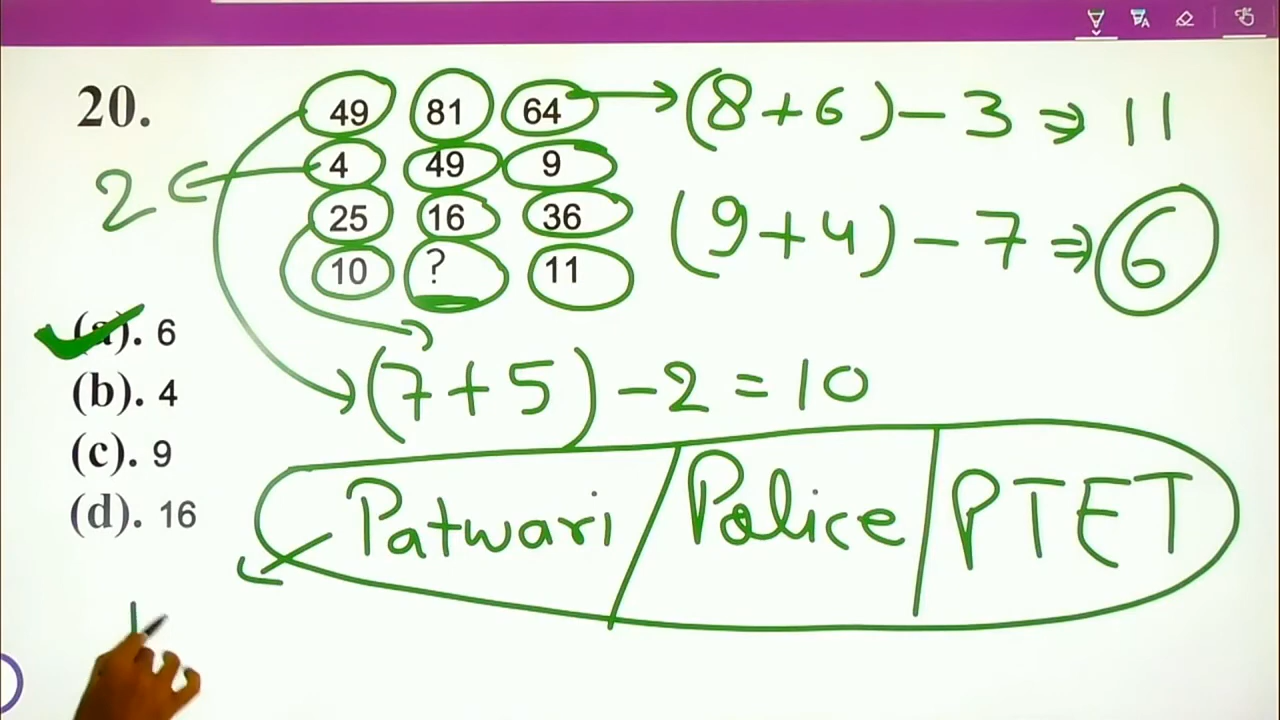 20.
49 81 64 (8+6)-3 ⇒ 11
2 4 49 9
25 16 36 (9+4)-7 ⇒ 6
10 ? 11
(a). 6
(7+5)-2=10
(b). 4
(c). 9
Patwari / Police / PTET
(d). 16